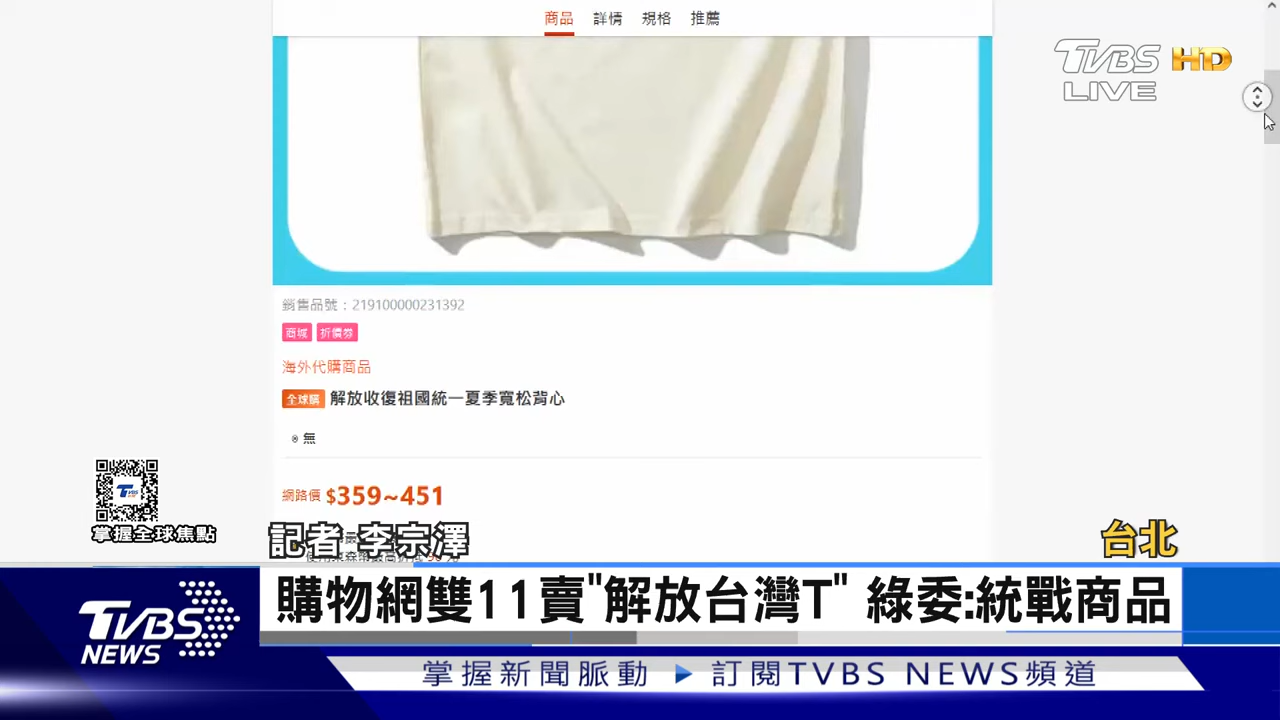 商品 詳情 規格 推薦
TVBS HD
LIVE
銷售品號：219100000231392
商城 折價券
海外代購商品
全球購 解放收復祖國統一夏季寬松背心
無
網路價 $359~451
TVBS
掌握全球焦點
記者 李宗澤
台北
購物網雙11賣"解放台灣T" 綠委:統戰商品
TVBS
NEWS
掌握新聞脈動 ▶ 訂閱TVBS NEWS頻道